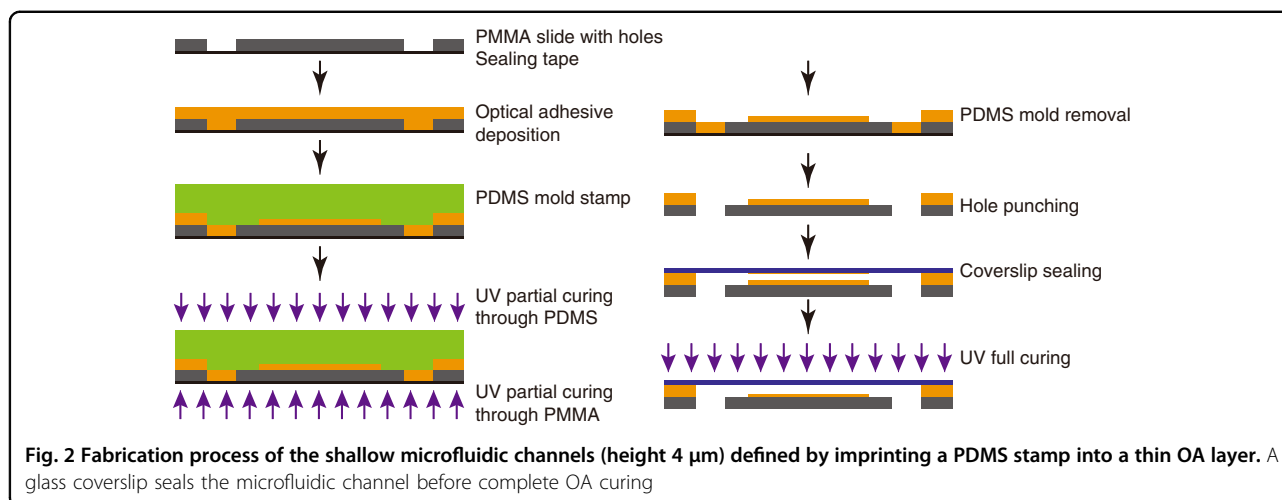 PMMA slide with holes
Sealing tape
Optical adhesive
deposition
PDMS mold stamp
UV partial curing
through PDMS
UV partial curing
through PMMA
PDMS mold removal
Hole punching
Coverslip sealing
UV full curing
Fig. 2 Fabrication process of the shallow microfluidic channels (height 4 μm) defined by imprinting a PDMS stamp into a thin OA layer. A
glass coverslip seals the microfluidic channel before complete OA curing